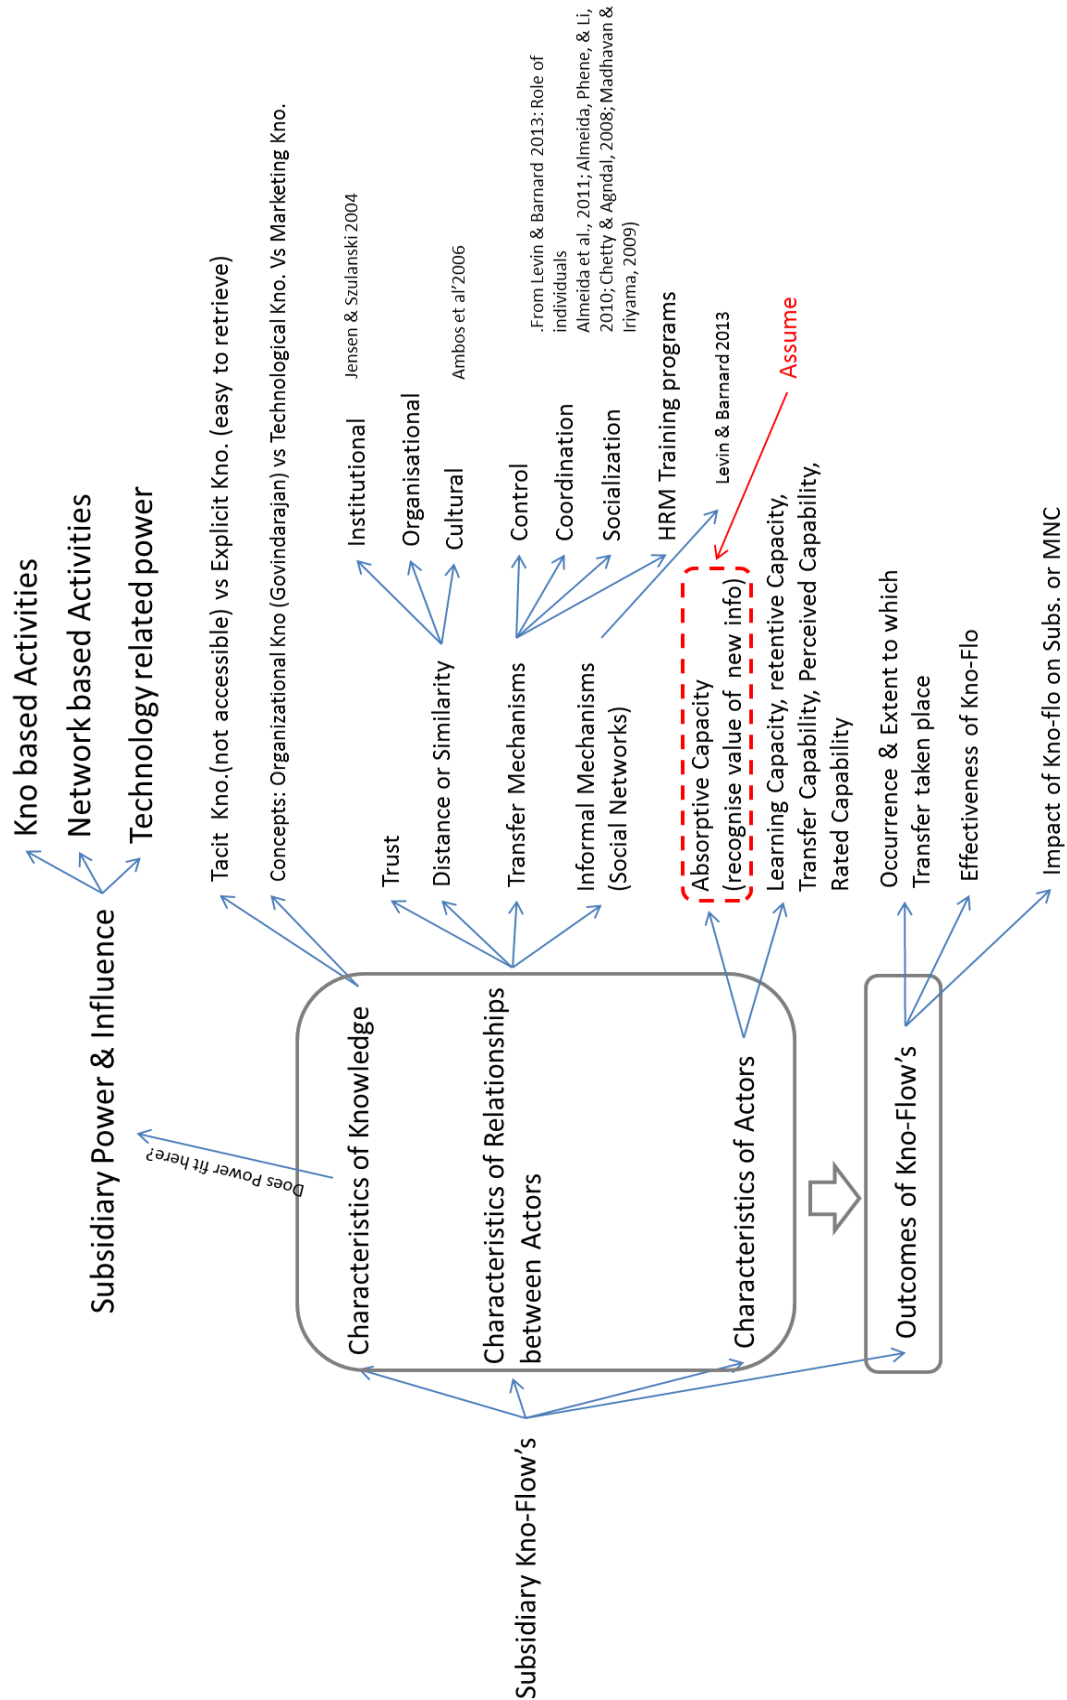 Kno based Activities
Subsidiary Power & Influence
Network based Activities
Technology related power
Does Power fit here?
Tacit Kno.(not accessible) vs Explicit Kno. (easy to retrieve)
Concepts: Organizational Kno (Govindarajan) vs Technological Kno. Vs Marketing Kno.
Characteristics of Knowledge
Trust
Institutional
Jensen & Szulanski 2004
Distance or Similarity
Organisational
Cultural
Ambos et al'2006
Subsidiary Kno-Flow's
Characteristics of Relationships
between Actors
Transfer Mechanisms
Control
Coordination
Socialization
HRM Training programs
.From Levin & Barnard 2013: Role of
individuals
Almeida et al., 2011; Almeida, Phene, & Li,
2010; Chetty & Agndal, 2008; Madhavan &
Iriyama, 2009)
Informal Mechanisms
(Social Networks)
Levin & Barnard 2013
Characteristics of Actors
Absorptive Capacity
(recognise value of new info)
Assume
Learning Capacity, retentive Capacity,
Transfer Capability, Perceived Capability,
Rated Capability
Outcomes of Kno-Flow's
Occurrence & Extent to which
Transfer taken place
Effectiveness of Kno-Flo
Impact of Kno-flo on Subs. or MNC